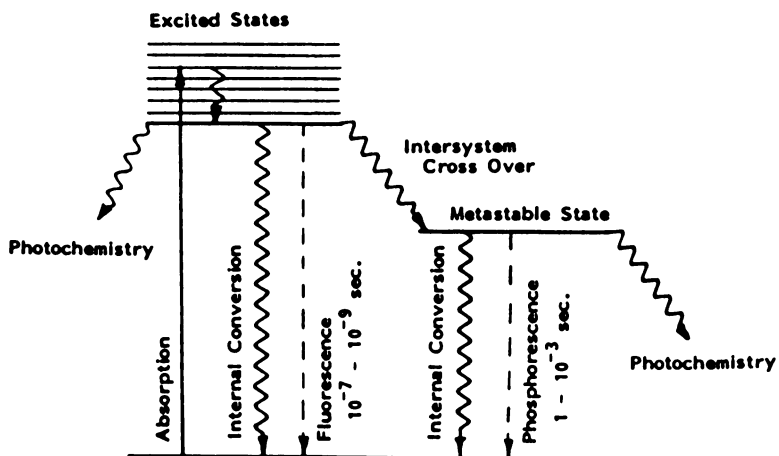 Excited States
Intersystem
Cross Over
Metastable State
Photochemistry
Absorption
Internal Conversion
Fluorescence
10⁻⁷ - 10⁻⁹ sec.
Internal Conversion
Phosphorescence
1 - 10⁻³ sec.
Photochemistry